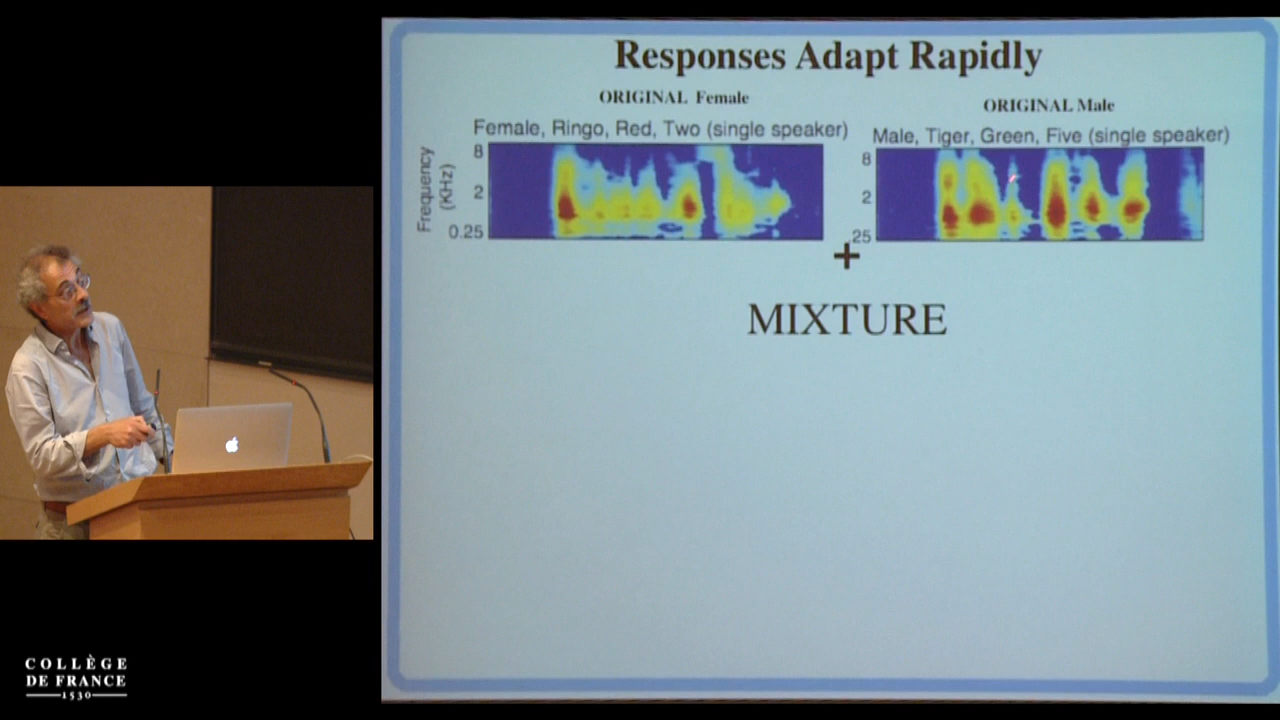 Responses Adapt Rapidly
ORIGINAL Female
ORIGINAL Male
Female, Ringo, Red, Two (single speaker)
Male, Tiger, Green, Five (single speaker)
Frequency
(KHz)
8
2
0.25
8
2
.25
+
MIXTURE
COLLÈGE
DE FRANCE
1530